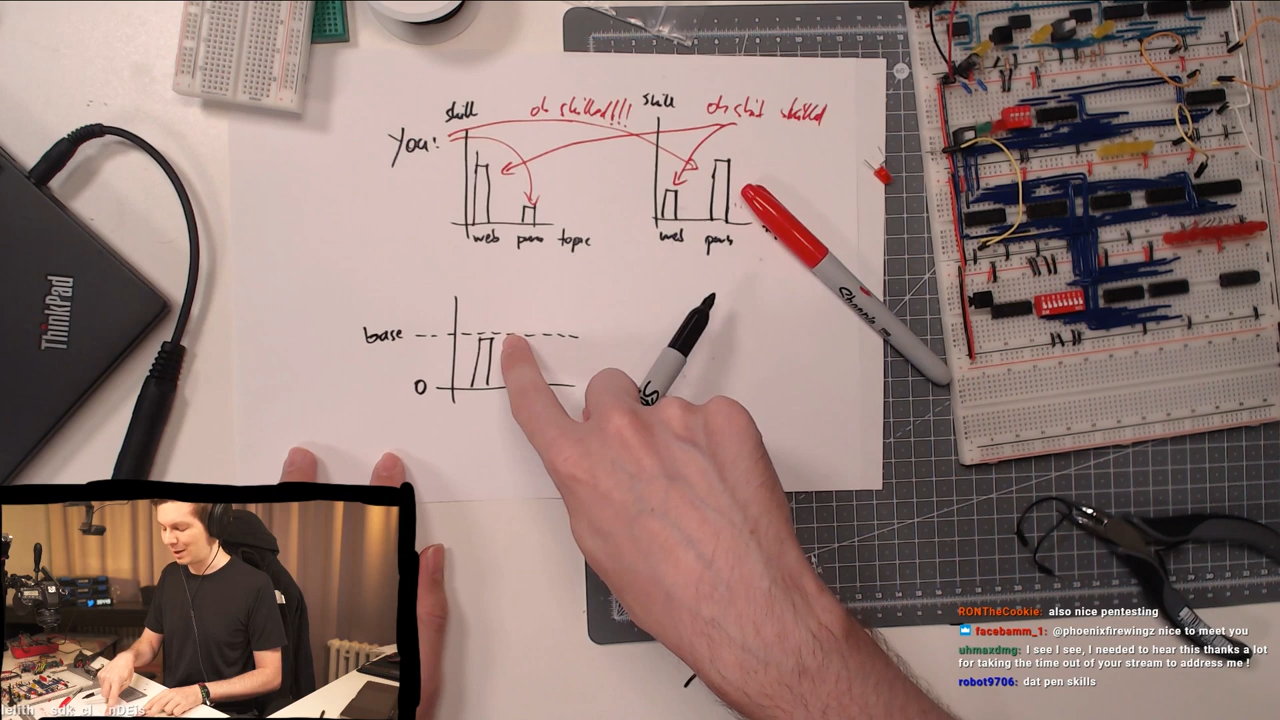 skill
oh skilled!!!
skill
oh shit skilled
You:
web pwn topic
web pwn
base
0
ThinkPad
Sharpie
RONTheCookie: also nice pentesting
facebamm_1: @phoenixfirewingz nice to meet you
uhmaxdmg: I see I see, I needed to hear this thanks a lot
for taking the time out of your stream to address me !
robot9706: dat pen skills